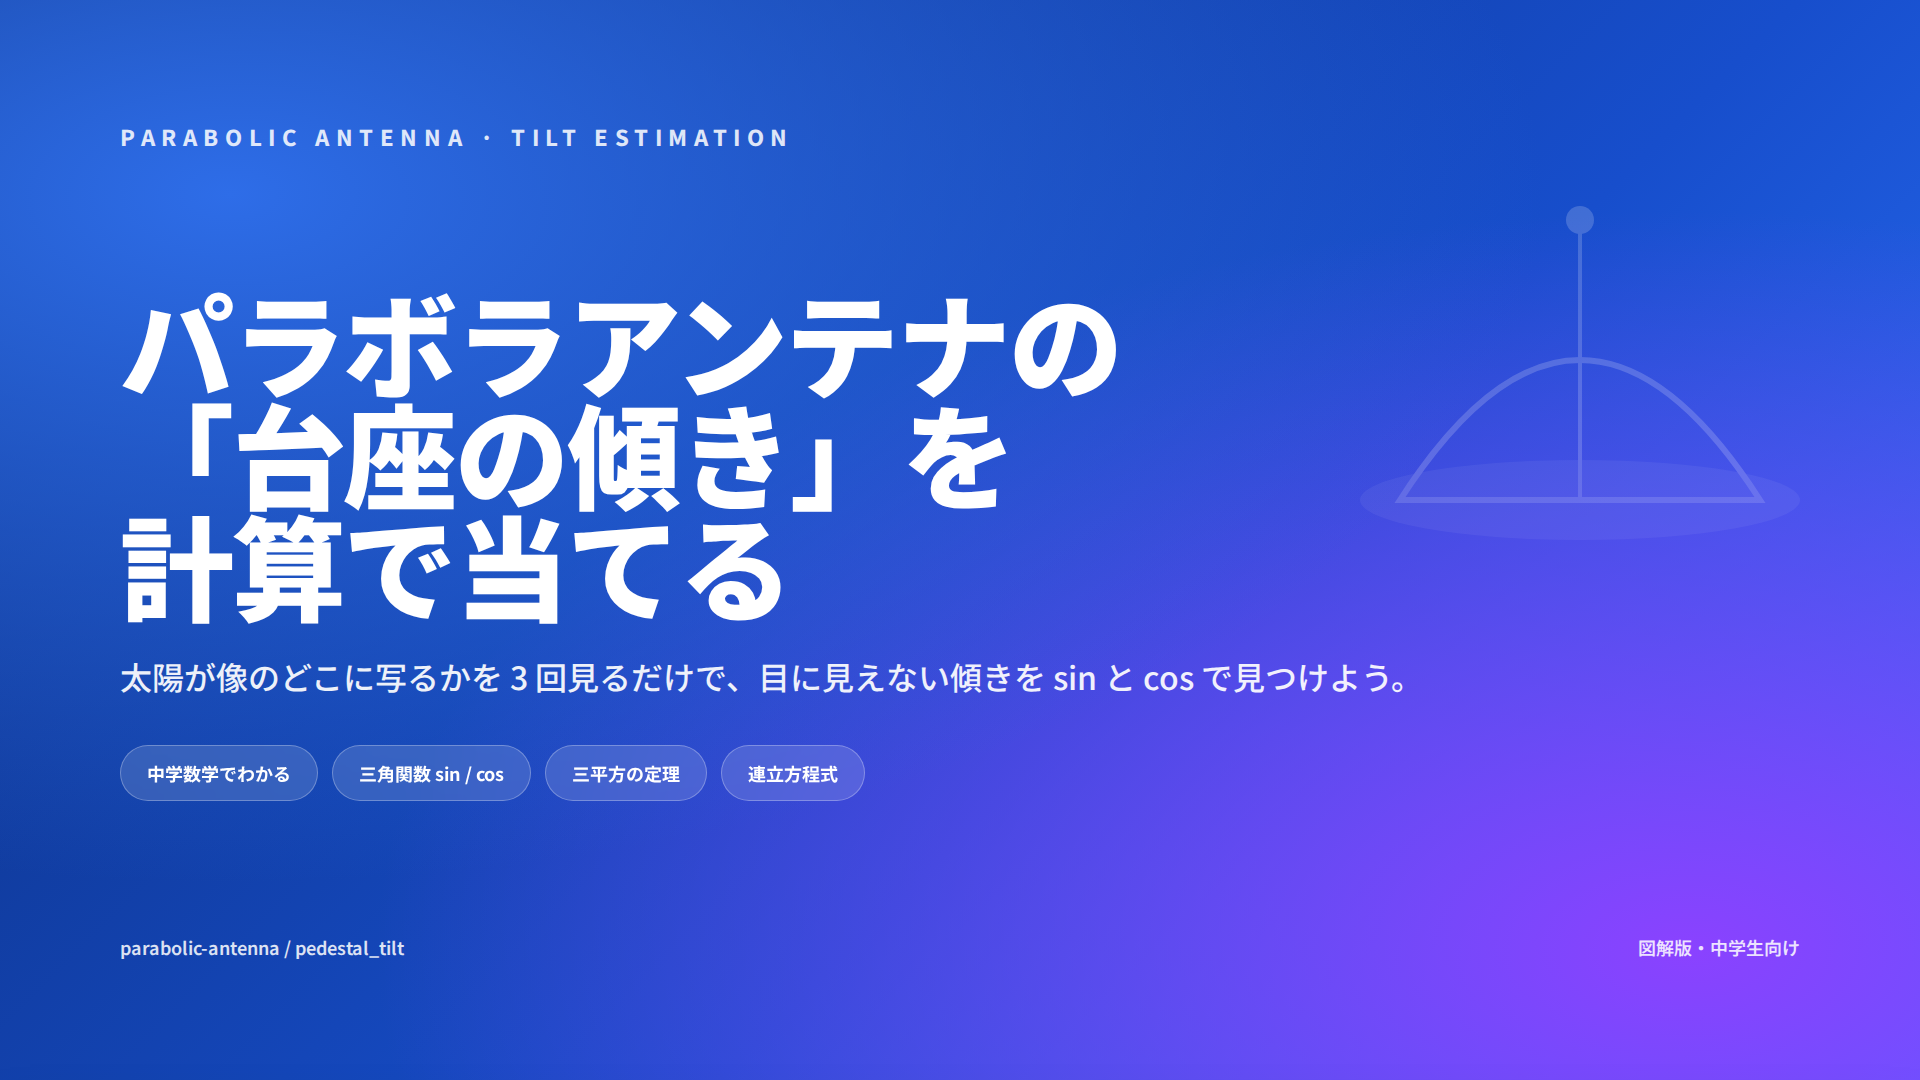 PARABOLIC ANTENNA · TILT ESTIMATION
パラボラアンテナの
「台座の傾き」を
計算で当てる
太陽が像のどこに写るかを 3 回見るだけで、目に見えない傾きを sin と cos で見つけよう。
中学数学でわかる
三角関数 sin / cos
三平方の定理
連立方程式
parabolic-antenna / pedestal_tilt
図解版・中学生向け